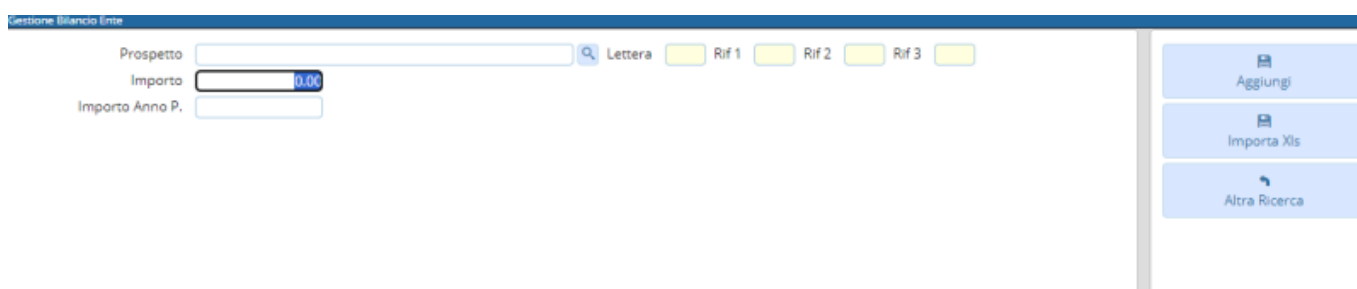 Gestione Bilancio Ente
Prospetto Lettera Rif 1 Rif 2 Rif 3
Importo 0.00
Importo Anno P.
Aggiungi
Importa Xls
Altra Ricerca